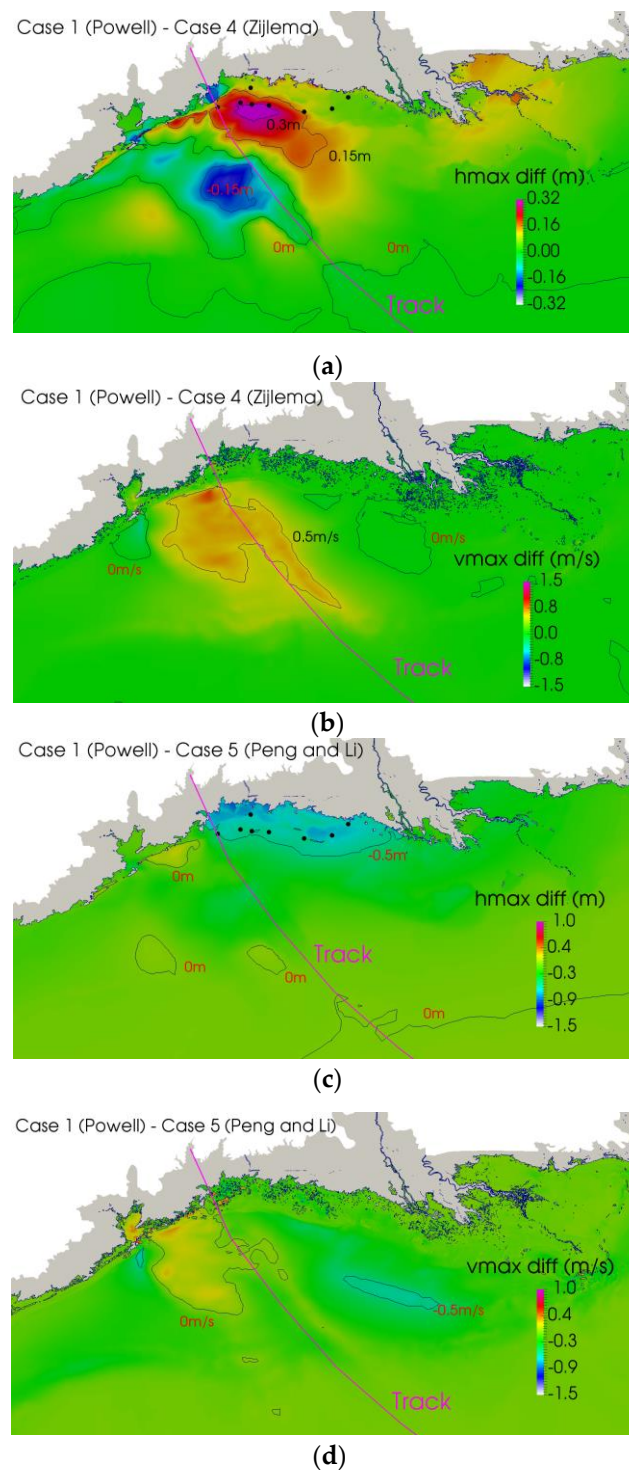 Case 1 (Powell) - Case 4 (Zijlema)
0.3m
0.15m
-0.15m
0m
0m
Track
hmax diff (m)
0.32
0.16
0.00
-0.16
-0.32
(a)
Case 1 (Powell) - Case 4 (Zijlema)
0.5m/s
0m/s
0m/s
Track
vmax diff (m/s)
1.5
0.8
0.0
-0.8
-1.5
(b)
Case 1 (Powell) - Case 5 (Peng and Li)
-0.5m
0m
0m
0m
0m
Track
hmax diff (m)
1.0
0.4
-0.3
-0.9
-1.5
(c)
Case 1 (Powell) - Case 5 (Peng and Li)
0m/s
-0.5m/s
Track
vmax diff (m/s)
1.0
0.4
-0.3
-0.9
-1.5
(d)